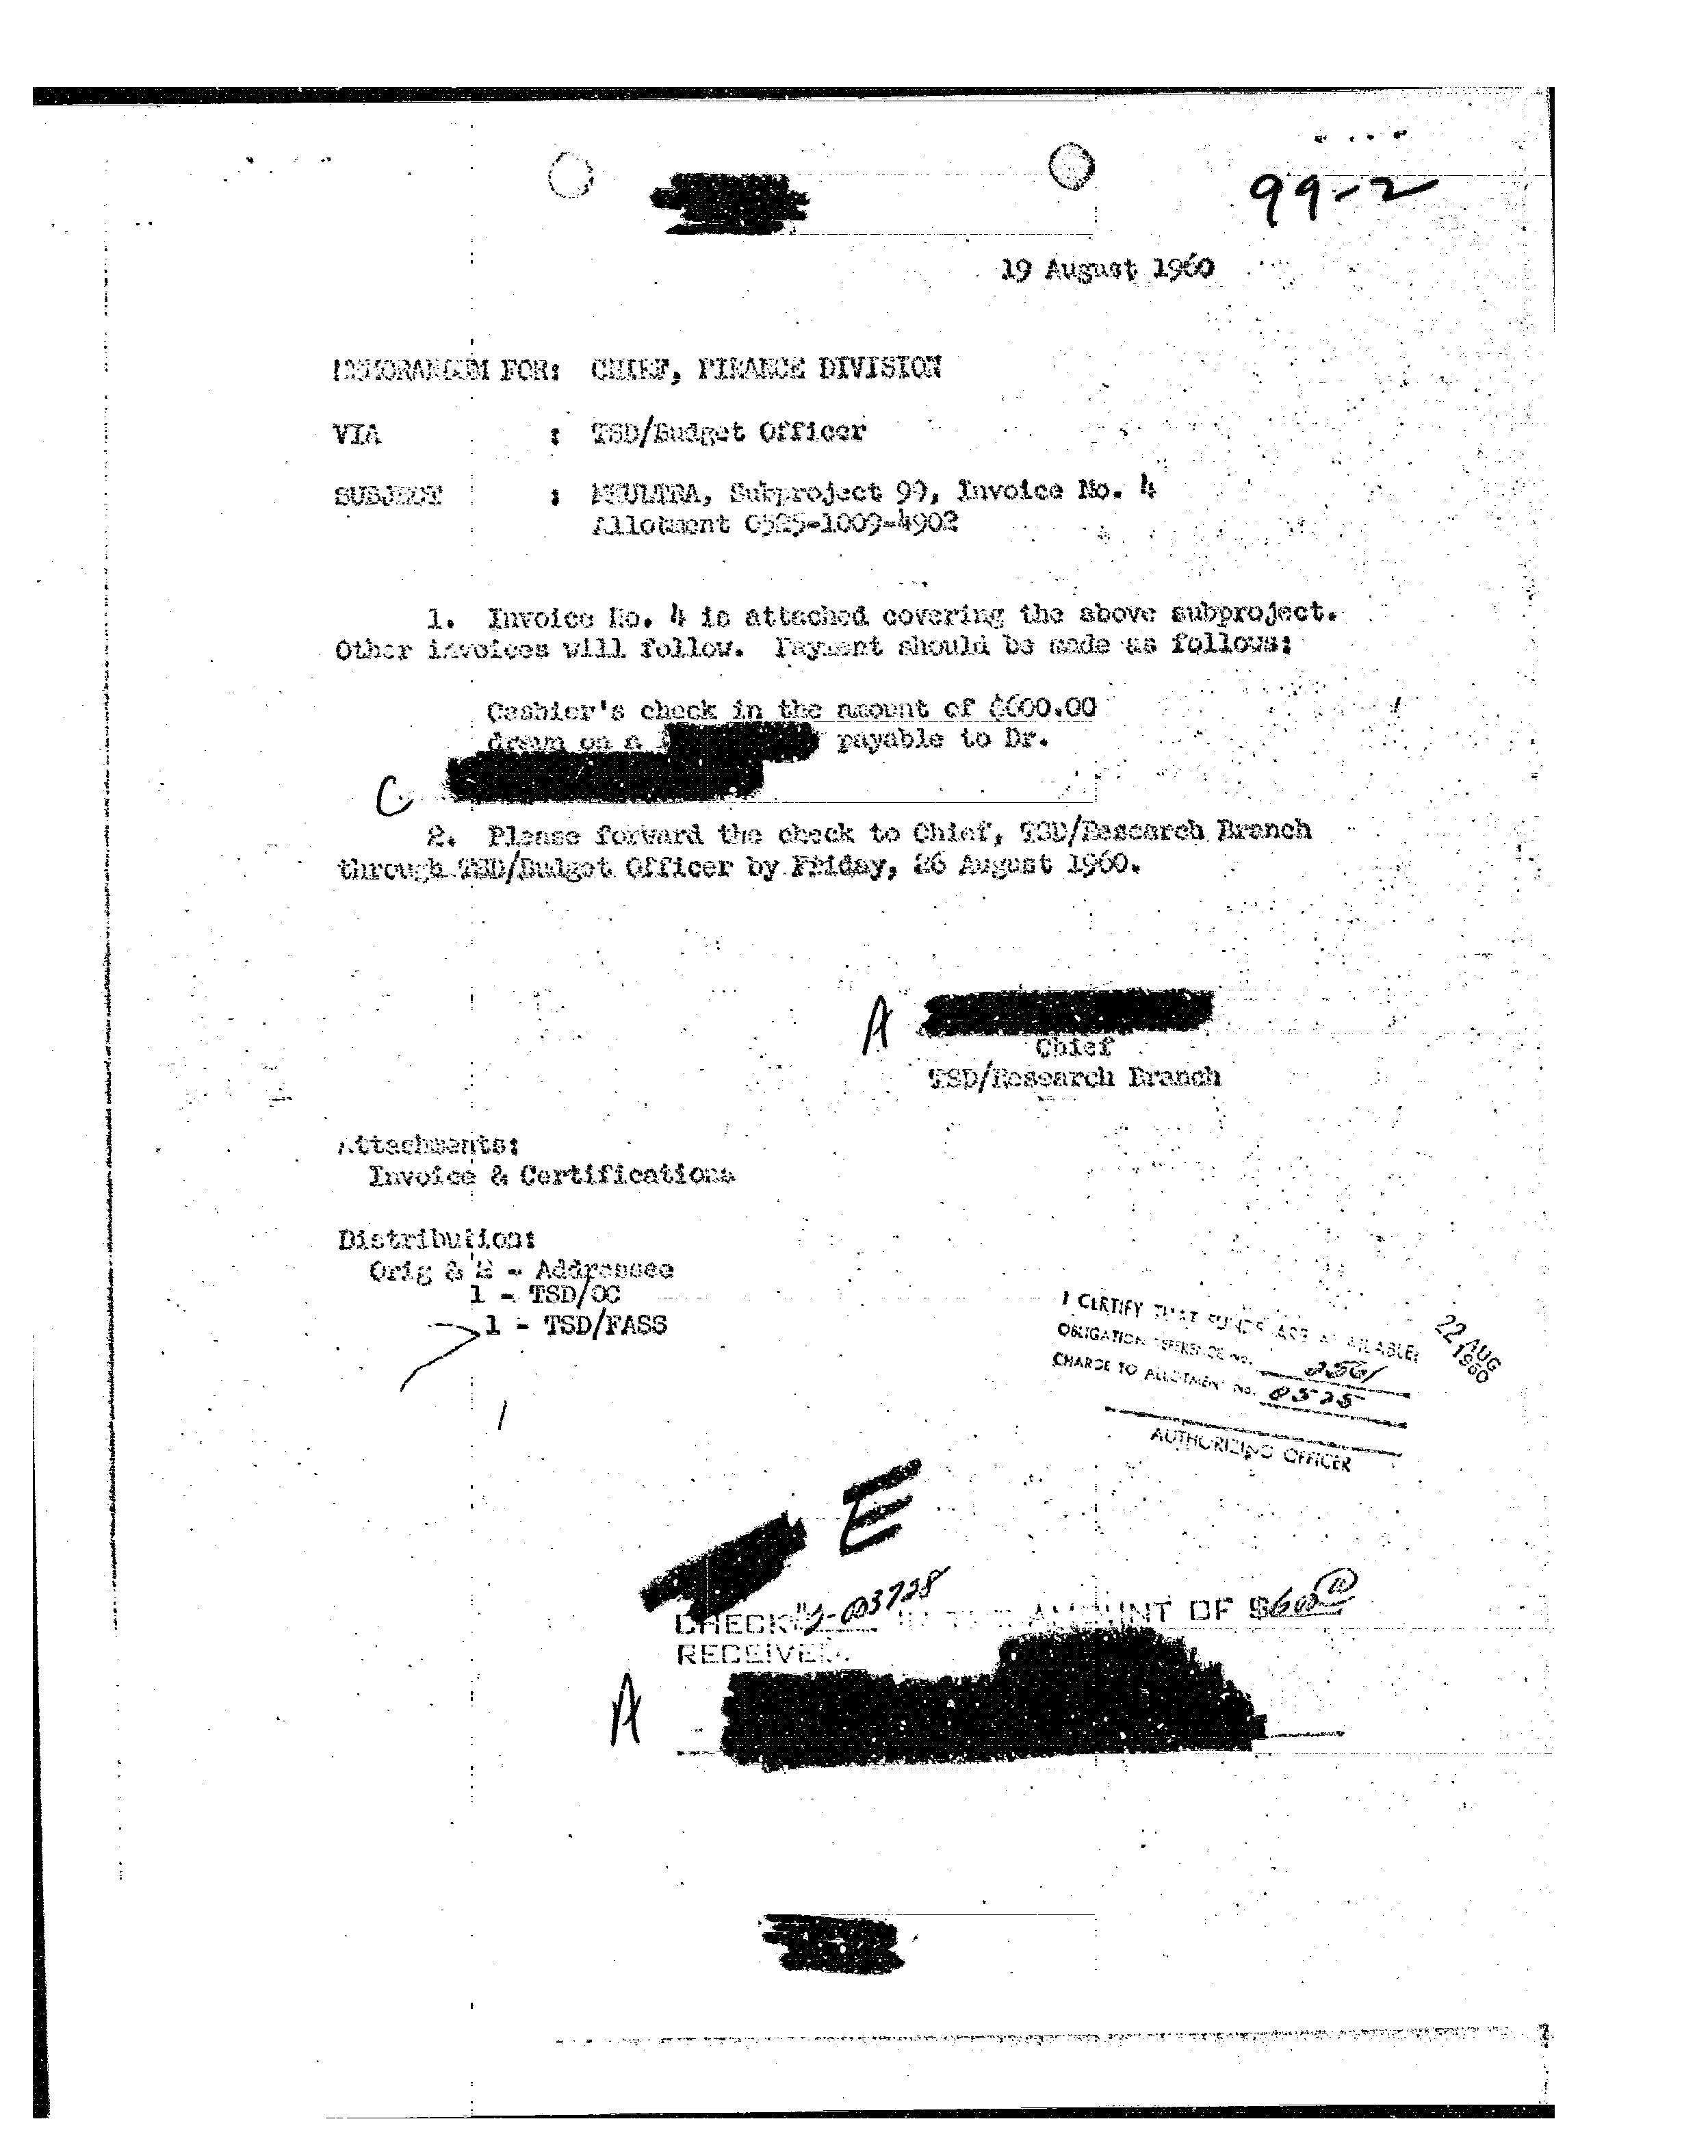 99-2
19 August 1960
MEMORANDUM FOR: CHIEF, FINANCE DIVISION
VIA : TSD/Budget Officer
SUBJECT : MKULTRA, Subproject 99, Invoice No. 4
Allotment 0525-1009-4902
1. Invoice No. 4 is attached covering the above subproject.
Other invoices will follow. Payment should be made as follows:
Cashier's check in the amount of $600.00
drawn on a payable to Dr.
C
2. Please forward the check to Chief, TSD/Research Branch
through TSD/Budget Officer by Friday, 26 August 1960.
A
Chief
TSD/Research Branch
Attachments:
Invoice & Certifications
Distribution:
Orig & 2 - Addressee
1 - TSD/OC
1 - TSD/FASS
I CERTIFY THAT FUNDS ARE AVAILABLE:
OBLIGATION REFERENCE NO. 2561
CHARGE TO ALLOTMENT NO. 0525
22 AUG
1960
AUTHORIZING OFFICER
E
CHECK IN THE AMOUNT OF $600
RECEIVED.
A